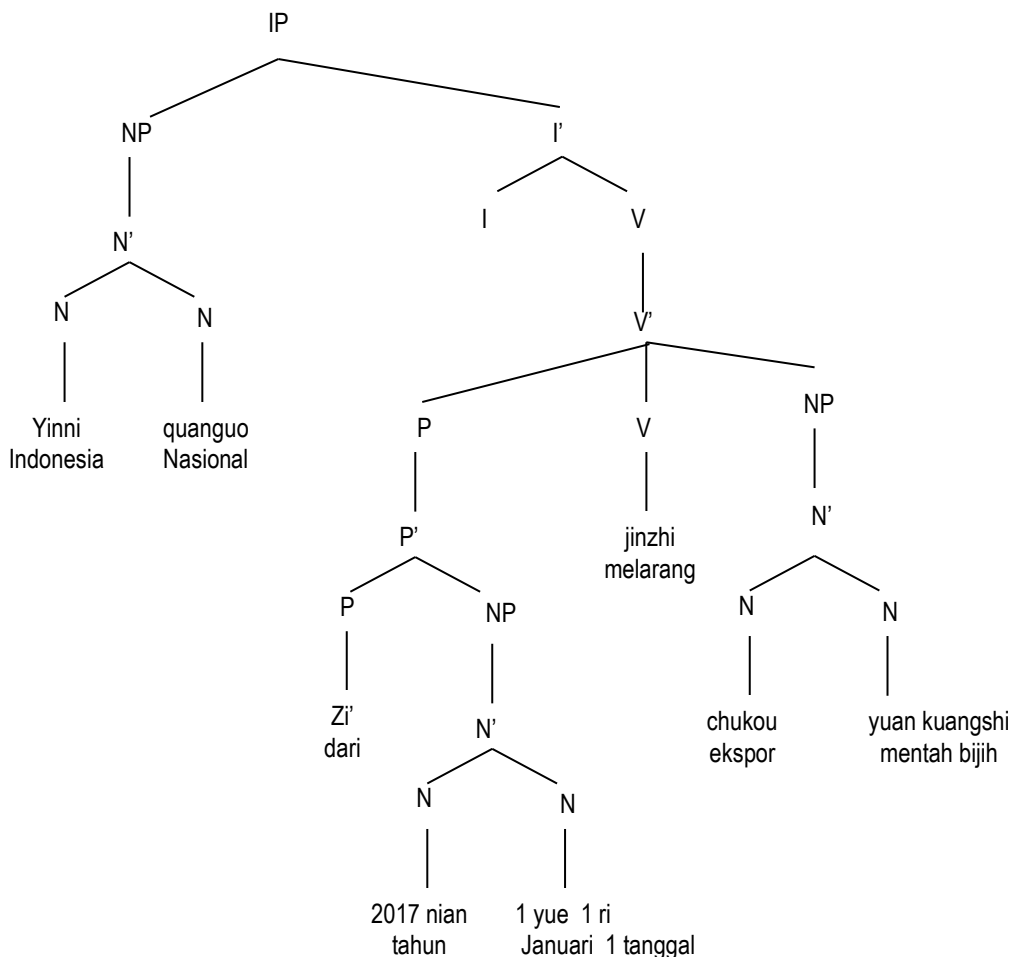 IP
NP I’
I V
N’
N N
V’
Yinni quanguo
Indonesia Nasional
P V NP
P’ jinzhi N’
melarang
P NP N N
Zi’ N’ chukou yuan kuangshi
dari ekspor mentah bijih
N N
2017 nian 1 yue 1 ri
tahun Januari 1 tanggal